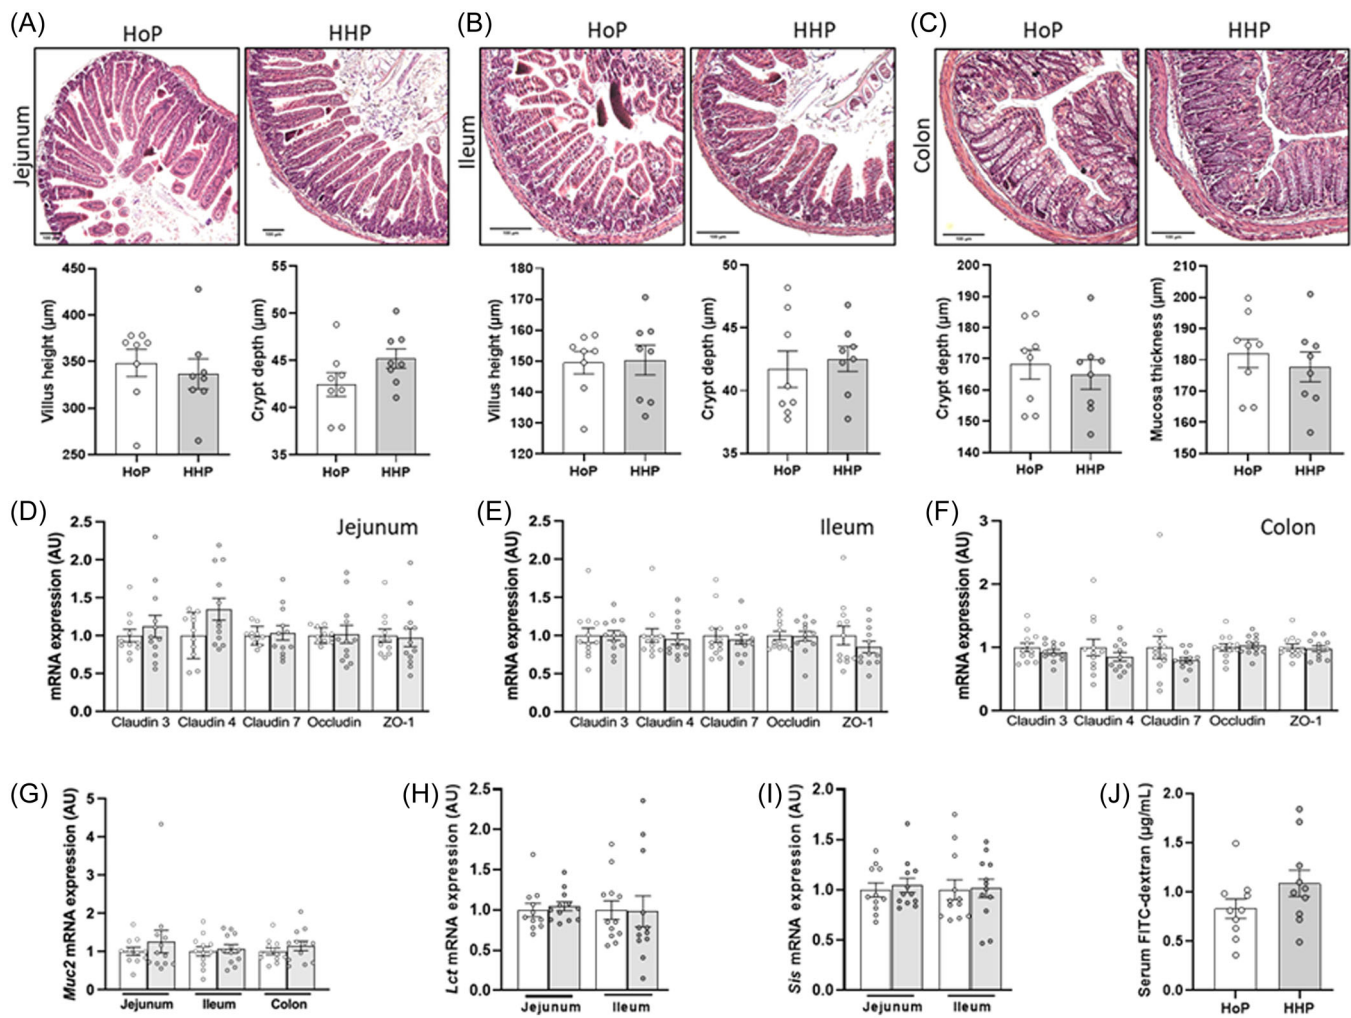 (A)
HoP
HHP
Jejunum
100 µm
Villus height (µm)
450
400
350
300
250
HoP
HHP
Crypt depth (µm)
55
50
45
40
35
HoP
HHP
(B)
HoP
HHP
Ileum
100 µm
100 µm
Villus height (µm)
180
170
160
150
140
130
120
HoP
HHP
Crypt depth (µm)
50
45
40
35
HoP
HHP
(C)
HoP
HHP
Colon
100 µm
100 µm
Crypt depth (µm)
200
190
180
170
160
150
140
HoP
HHP
Mucosa thickness (µm)
210
200
190
180
170
160
150
HoP
HHP
(D)
Jejunum
mRNA expression (AU)
2.5
2.0
1.5
1.0
0.5
0.0
Claudin 3
Claudin 4
Claudin 7
Occludin
ZO-1
(E)
Ileum
mRNA expression (AU)
2.5
2.0
1.5
1.0
0.5
0.0
Claudin 3
Claudin 4
Claudin 7
Occludin
ZO-1
(F)
Colon
mRNA expression (AU)
3
2
1
0
Claudin 3
Claudin 4
Claudin 7
Occludin
ZO-1
(G)
Muc2 mRNA expression (AU)
5
4
3
2
1
0
Jejunum
Ileum
Colon
(H)
Lct mRNA expression (AU)
2.5
2.0
1.5
1.0
0.5
0.0
Jejunum
Ileum
(I)
Sis mRNA expression (AU)
2.0
1.5
1.0
0.5
0.0
Jejunum
Ileum
(J)
Serum FITC-dextran (µg/mL)
2.0
1.5
1.0
0.5
0.0
HoP
HHP